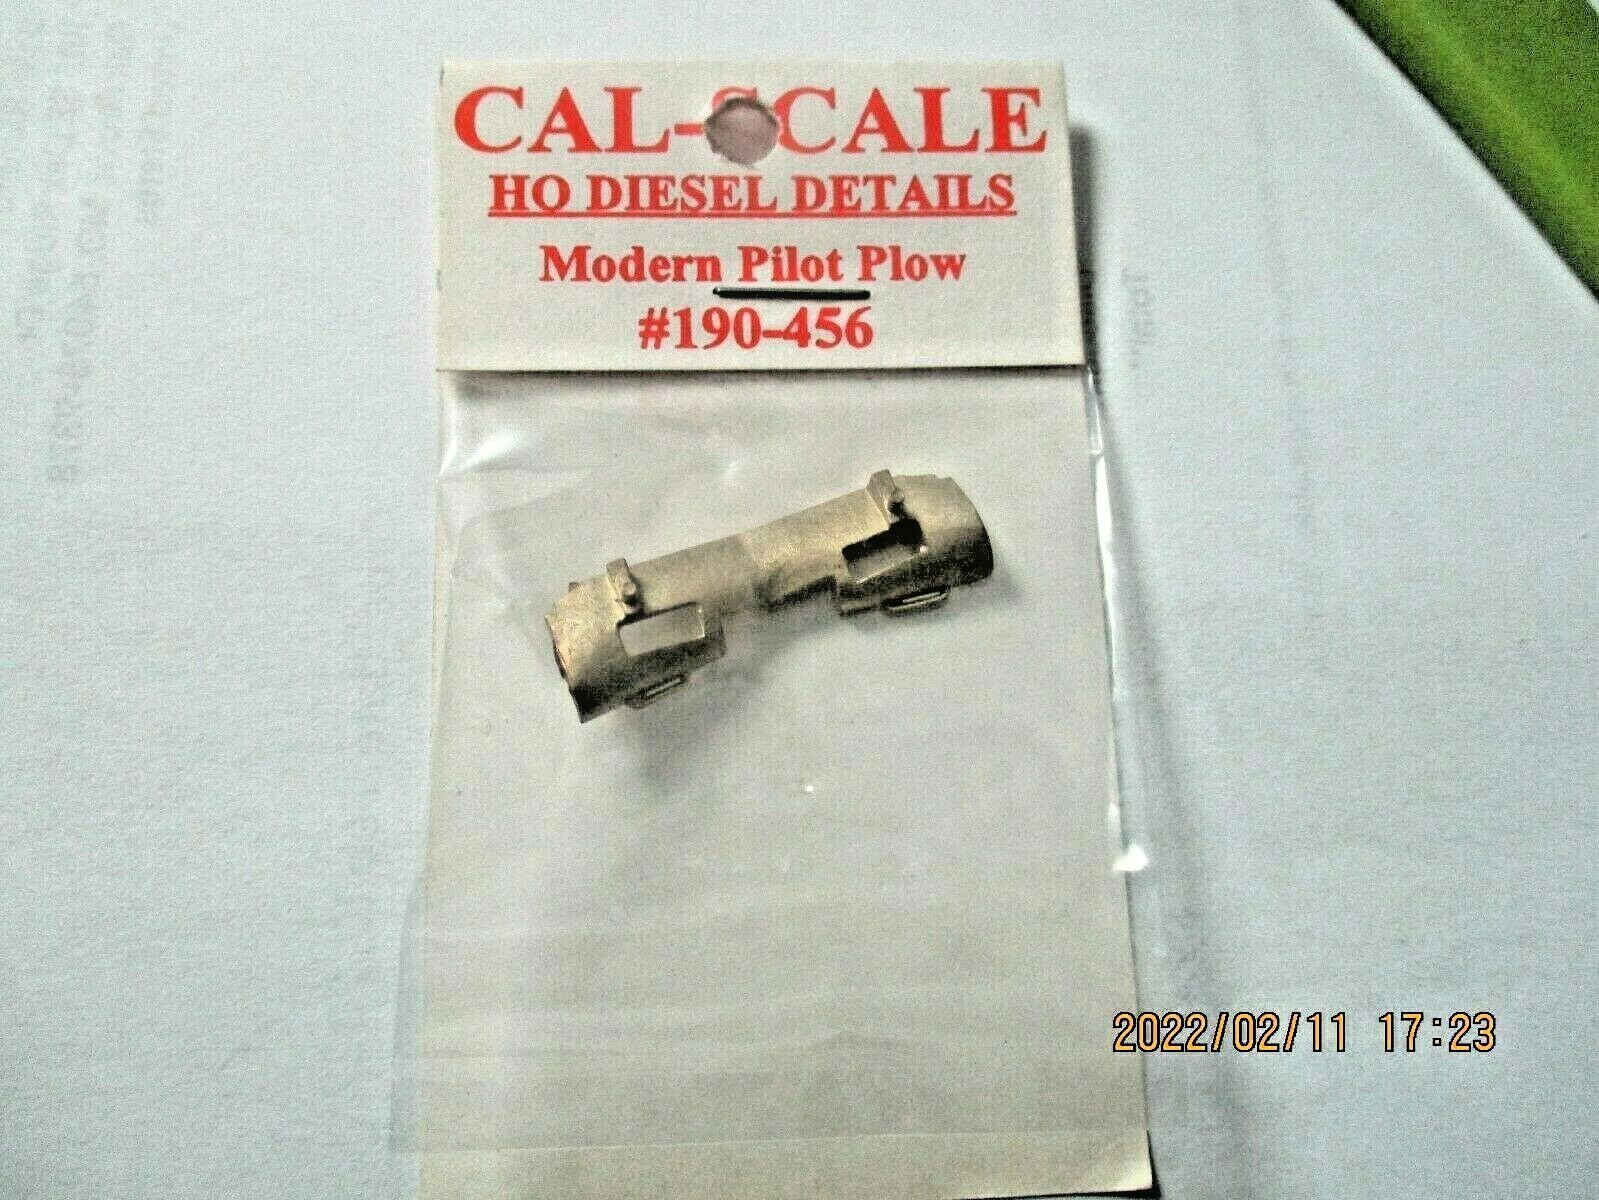 CAL-SCALE
HO DIESEL DETAILS
Modern Pilot Plow
#190-456
2022/02/11 17:23